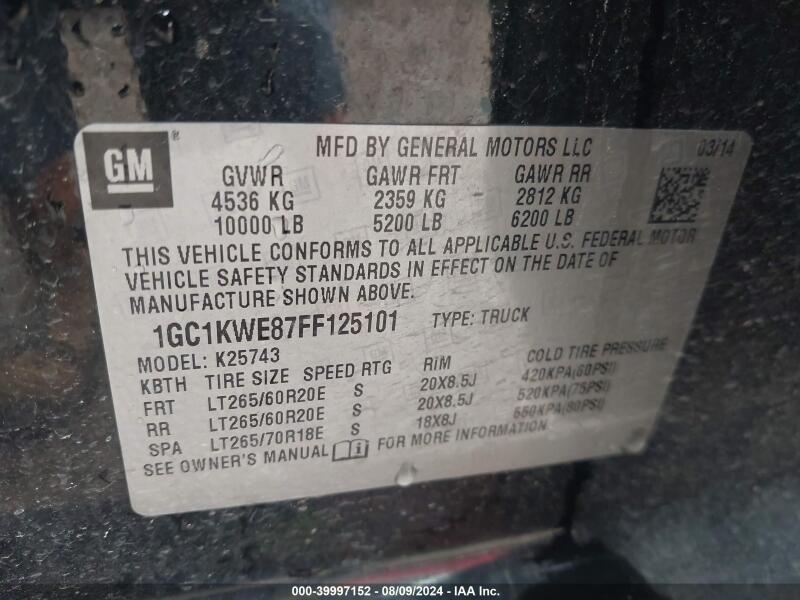 GM ®
MFD BY GENERAL MOTORS LLC 03/14
GVWR GAWR FRT GAWR RR
4536 KG 2359 KG 2812 KG
10000 LB 5200 LB 6200 LB
THIS VEHICLE CONFORMS TO ALL APPLICABLE U.S. FEDERAL MOTOR
VEHICLE SAFETY STANDARDS IN EFFECT ON THE DATE OF
MANUFACTURE SHOWN ABOVE.
1GC1KWE87FF125101 TYPE: TRUCK
MODEL: K25743
KBTH TIRE SIZE SPEED RTG RIM COLD TIRE PRESSURE
FRT LT265/60R20E S 20X8.5J 420KPA(60PSI)
RR LT265/60R20E S 20X8.5J 520KPA(75PSI)
SPA LT265/70R18E S 18X8J 550KPA(80PSI)
SEE OWNER'S MANUAL FOR MORE INFORMATION.
000-39997152 - 08/09/2024 - IAA Inc.